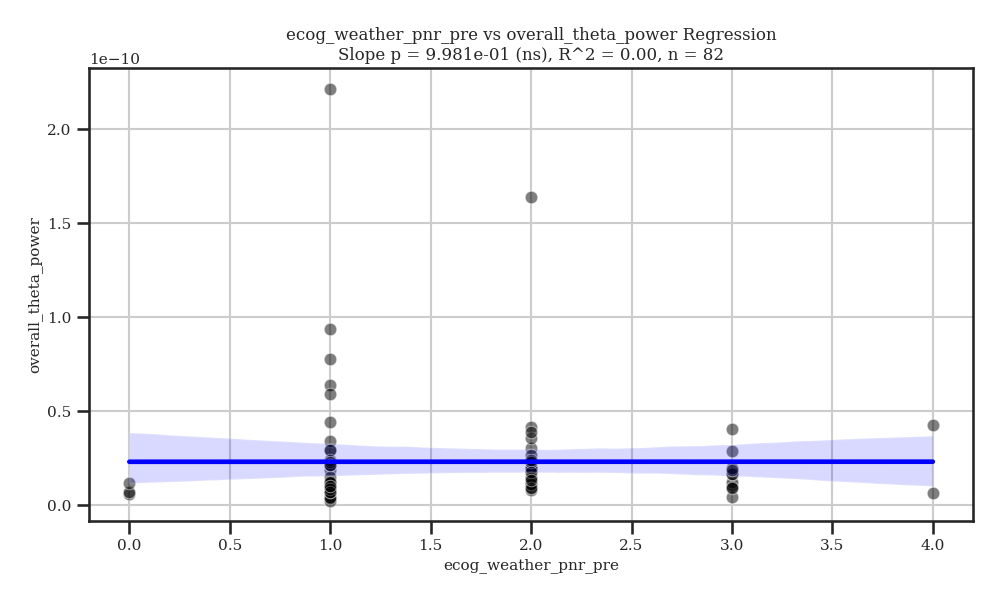 ecog_weather_pnr_pre vs overall_theta_power Regression
Slope p = 9.981e-01 (ns), R^2 = 0.00, n = 82
1e−10
2.0
1.5
1.0
0.5
0.0
overall_theta_power
0.0 0.5 1.0 1.5 2.0 2.5 3.0 3.5 4.0
ecog_weather_pnr_pre